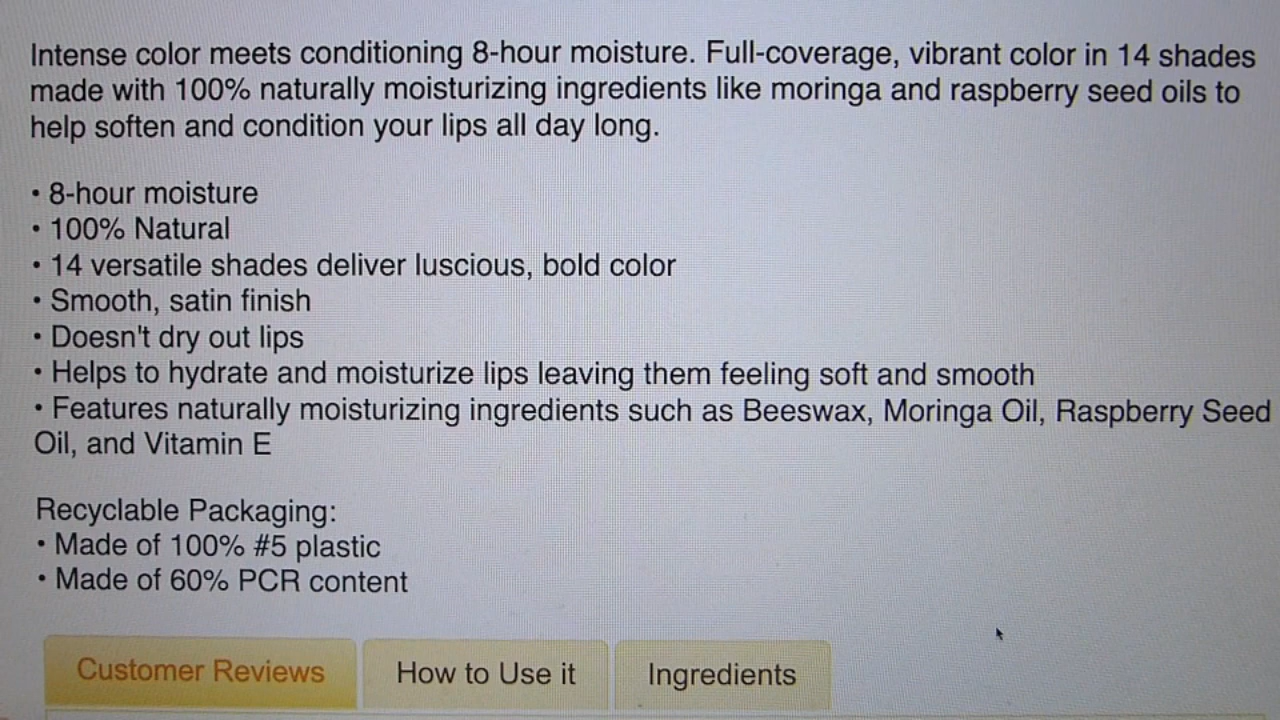 Intense color meets conditioning 8-hour moisture. Full-coverage, vibrant color in 14 shades
made with 100% naturally moisturizing ingredients like moringa and raspberry seed oils to
help soften and condition your lips all day long.
• 8-hour moisture
• 100% Natural
• 14 versatile shades deliver luscious, bold color
• Smooth, satin finish
• Doesn't dry out lips
• Helps to hydrate and moisturize lips leaving them feeling soft and smooth
• Features naturally moisturizing ingredients such as Beeswax, Moringa Oil, Raspberry Seed
Oil, and Vitamin E
Recyclable Packaging:
• Made of 100% #5 plastic
• Made of 60% PCR content
Customer Reviews How to Use it Ingredients